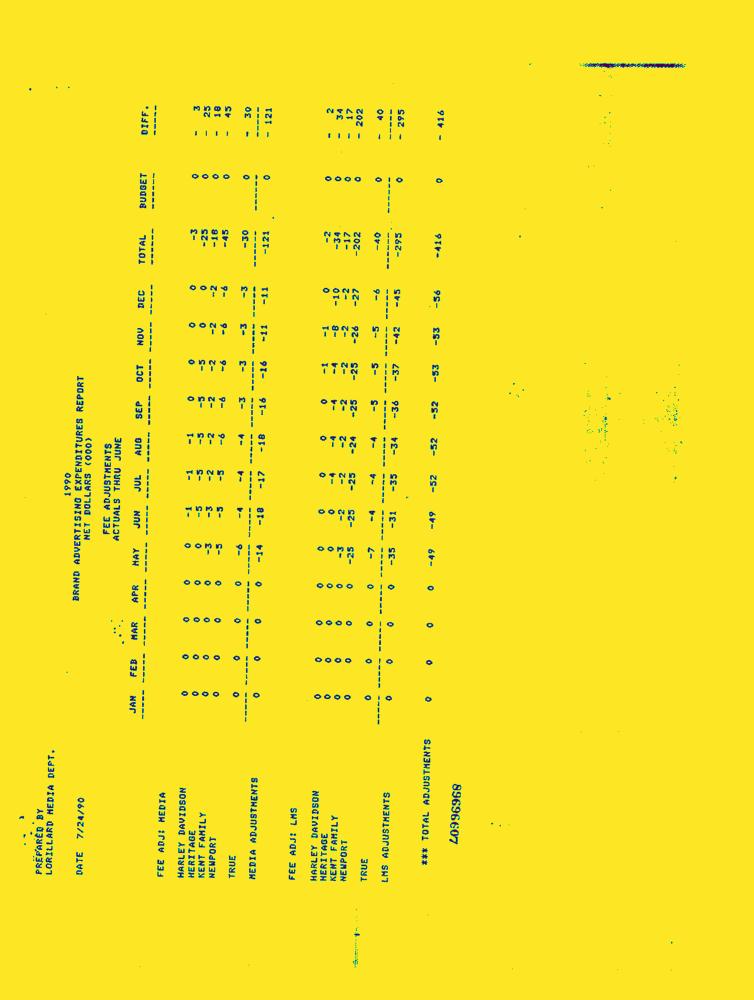 PREPARED BY
LORILLARD MEDIA DEPT.
1990
DATE 7/24/90 BRAND ADVERTISING EXPENDITURES REPORT
NET DOLLARS (000)
FEE ADJUSTMENTS
ACTUALS THRU JUNE
JAN FEB MAR APR MAY JUN JUL AUG SEP OCT NOV DEC TOTAL BUDGET DIFF.
FEE ADJ: MEDIA
HARLEY DAVIDSON 0 0 0 0 0 -1 -1 -1 0 0 0 0 -3 0 - 3
HERITAGE 0 0 0 0 0 -5 -5 -5 -5 -5 0 0 -25 0 - 25
KENT FAMILY 0 0 0 0 -3 -3 -2 -2 -2 -2 -2 -2 -18 0 - 18
NEWPORT 0 0 0 0 -5 -5 -5 -6 -6 -6 -6 -6 -45 0 - 45
TRUE 0 0 0 0 -6 -4 -4 -4 -3 -3 -3 -3 -30 0 - 30
MEDIA ADJUSTMENTS 0 0 0 0 -14 -18 -17 -18 -16 -16 -11 -11 -121 0 - 121
FEE ADJ: LMS
HARLEY DAVIDSON 0 0 0 0 0 0 0 0 0 -1 -1 0 -2 0 - 2
HERITAGE 0 0 0 0 0 0 -4 -4 -4 -4 -8 -10 -34 0 - 34
KENT FAMILY 0 0 0 0 -3 -2 -2 -2 -2 -2 -2 -2 -17 0 - 17
NEWPORT 0 0 0 0 -25 -25 -25 -24 -25 -25 -26 -27 -202 0 - 202
TRUE 0 0 0 0 -7 -4 -4 -4 -5 -5 -5 -6 -40 0 - 40
LMS ADJUSTMENTS 0 0 0 0 -35 -31 -35 -34 -36 -37 -42 -45 -295 0 - 295
*** TOTAL ADJUSTMENTS 0 0 0 0 -49 -49 -52 -52 -52 -53 -53 -56 -416 0 - 416
89696607